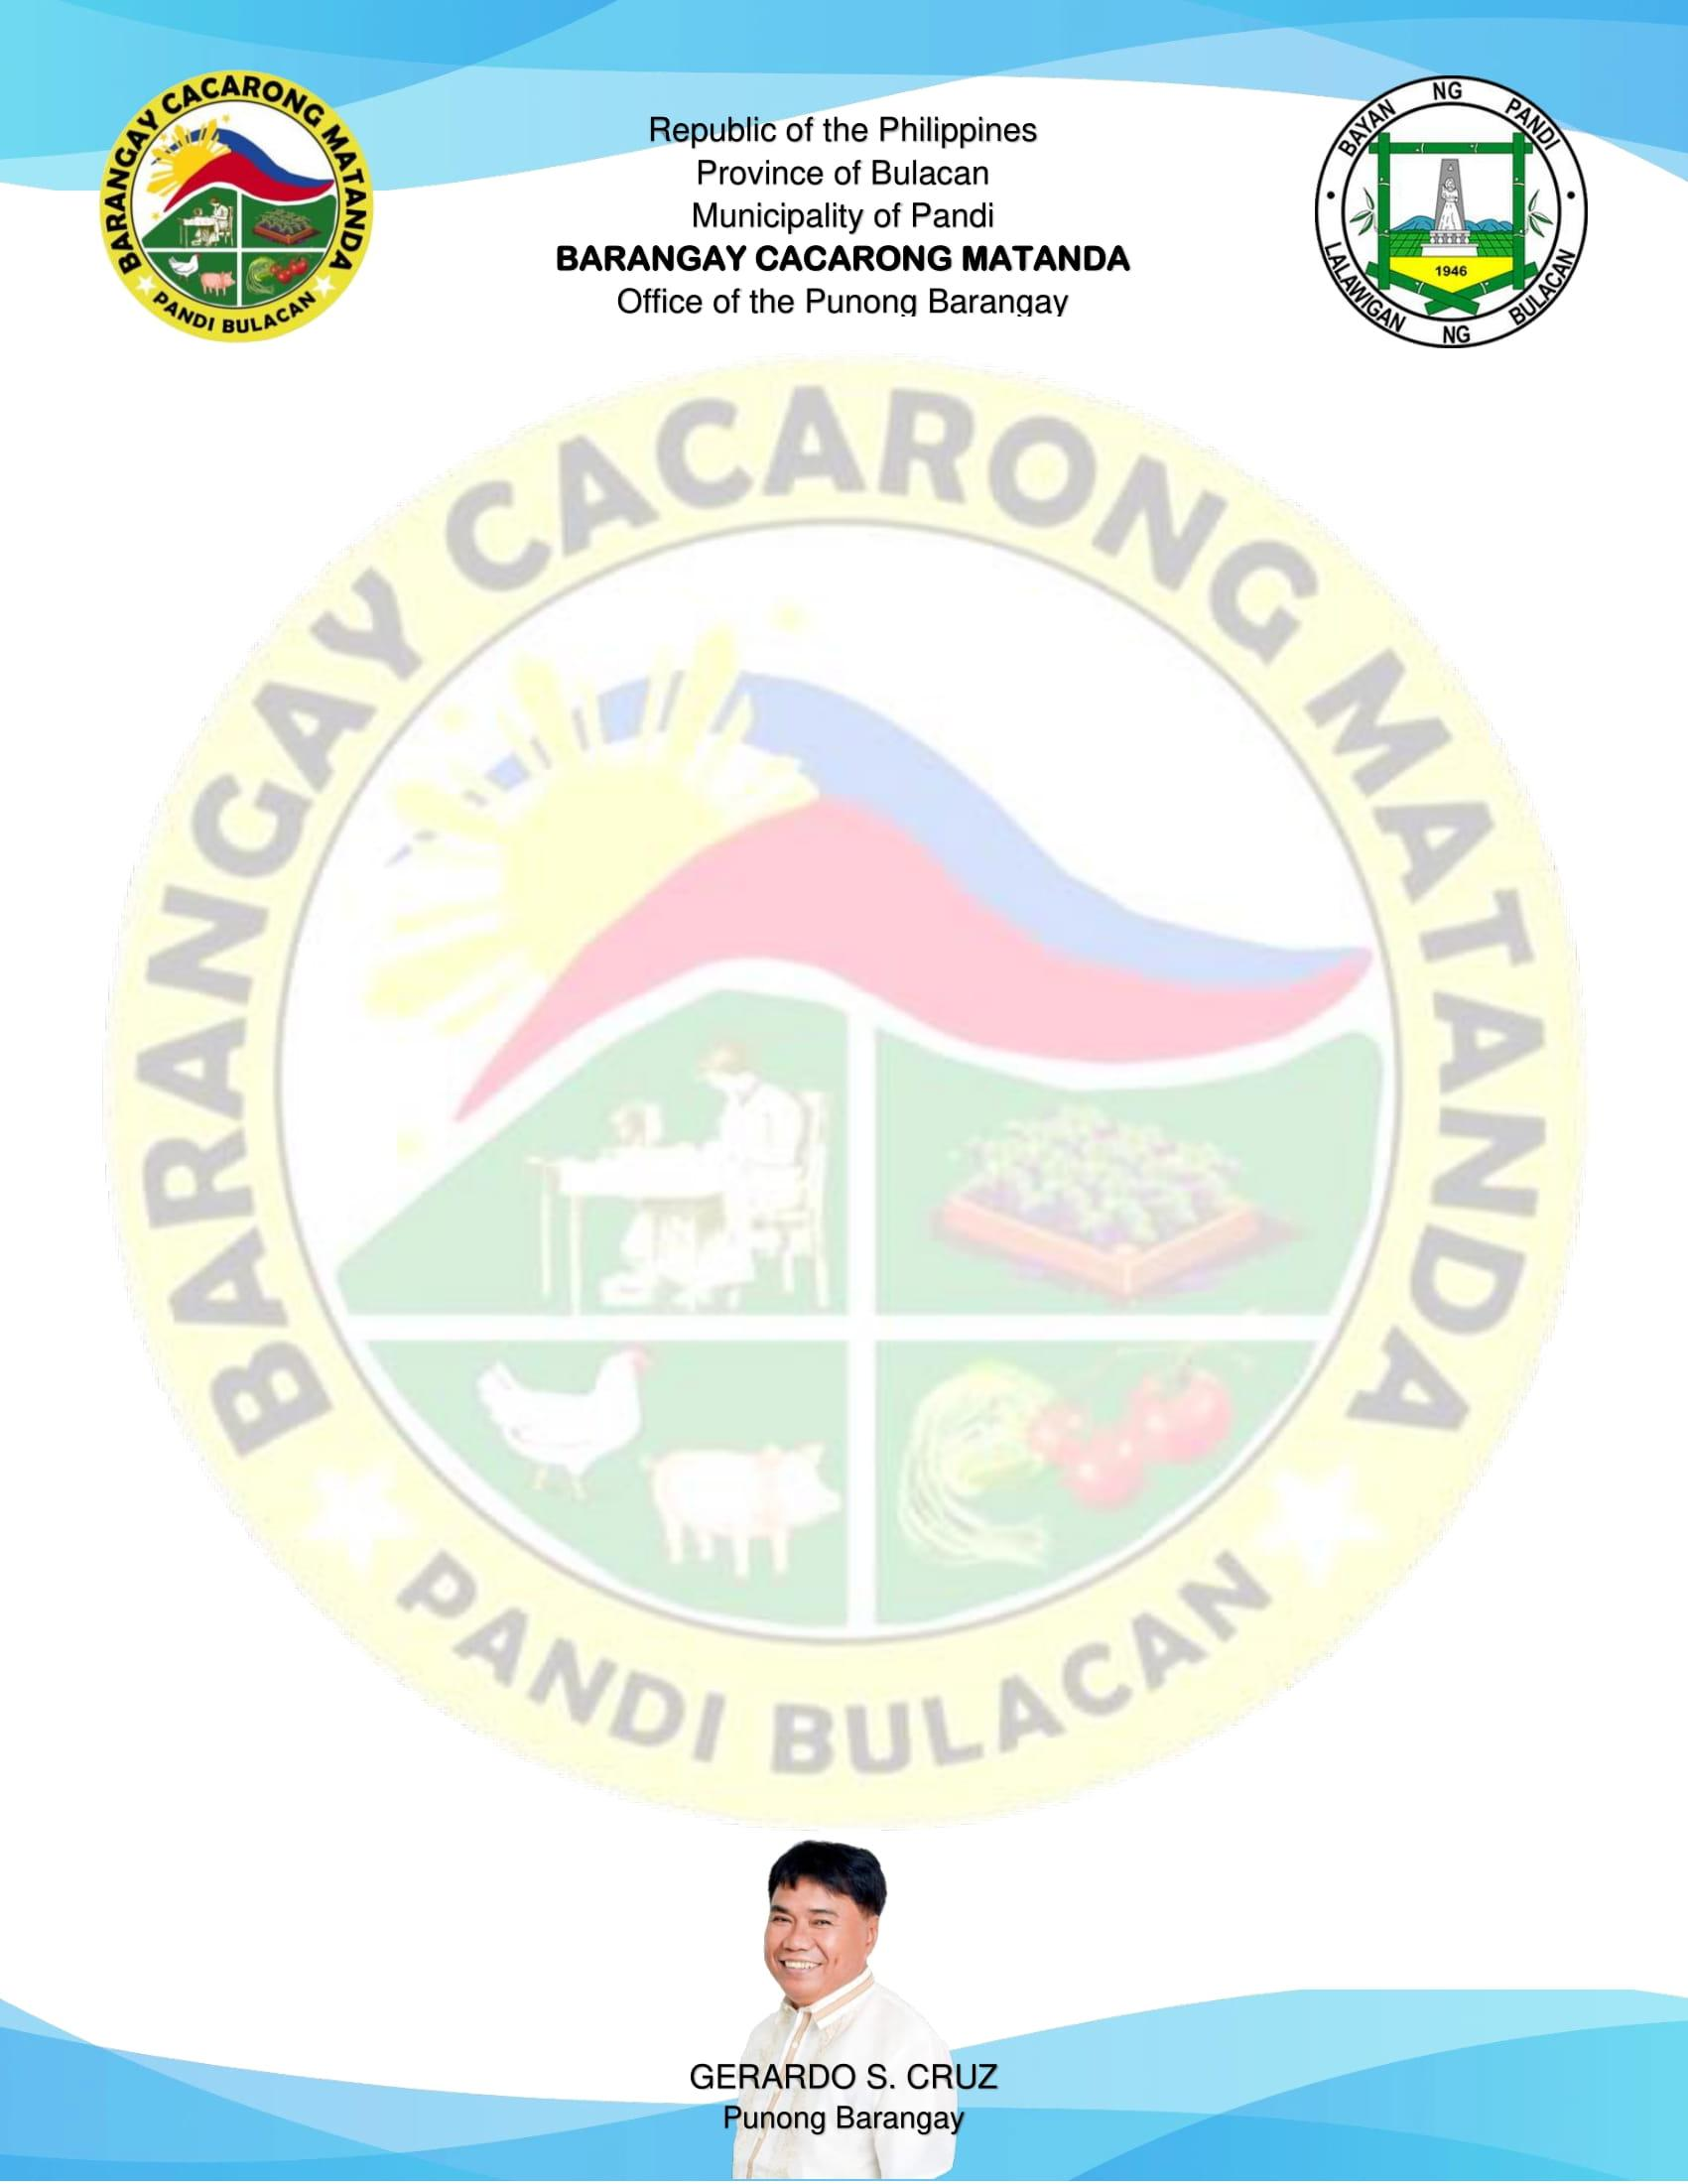 BARANGAY CACARONG MATANDA
PANDI BULACAN
Republic of the Philippines
Province of Bulacan
Municipality of Pandi
BARANGAY CACARONG MATANDA
Office of the Punong Barangay
BAYAN NG PANDI
1946
LALAWIGAN NG BULACAN
BARANGAY CACARONG MATANDA
PANDI BULACAN
GERARDO S. CRUZ
Punong Barangay